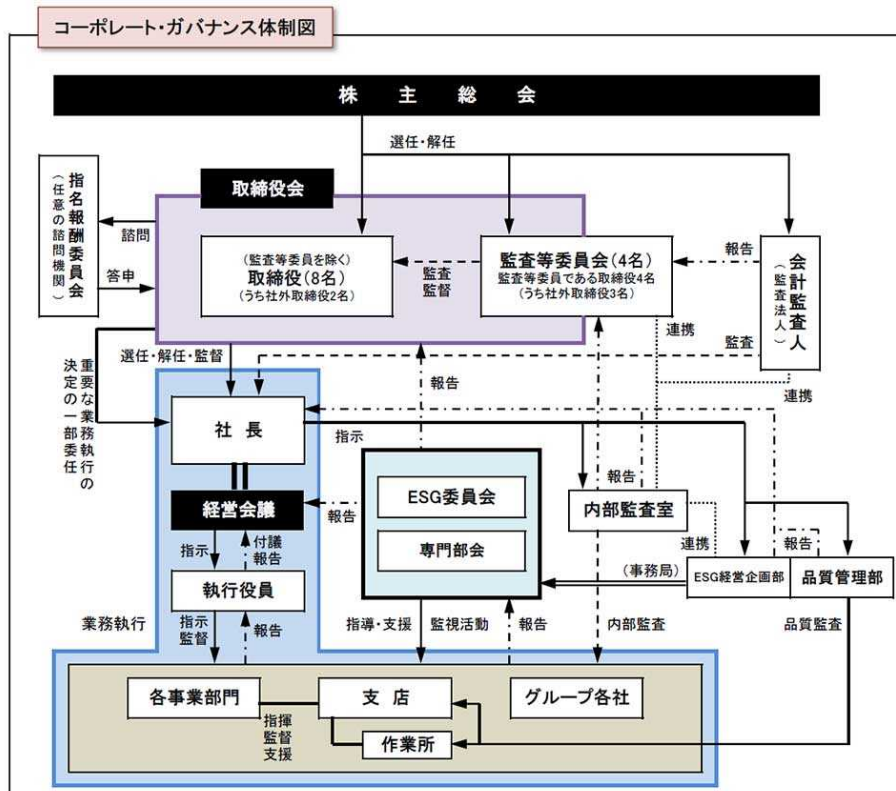 コーポレート・ガバナンス体制図
株主総会
選任・解任
取締役会
指名報酬委員会
（任意の諮問機関）
諮問
答申
（監査等委員を除く）
取締役（8名）
（うち社外取締役2名）
監査
監督
監査等委員会（4名）
監査等委員である取締役4名
（うち社外取締役3名）
報告
会計監査人
（監査法人）
連携
監査
選任・解任・監督
報告
連携
重要な業務執行の
決定の一部委任
社長
指示
経営会議
報告
ESG委員会
専門部会
報告
内部監査室
連携
報告
指示
付議
報告
執行役員
（事務局）
ESG経営企画部
品質管理部
業務執行
指示
監督
報告
指導・支援
監視活動
報告
内部監査
品質監査
各事業部門
支店
グループ各社
指揮
監督
支援
作業所